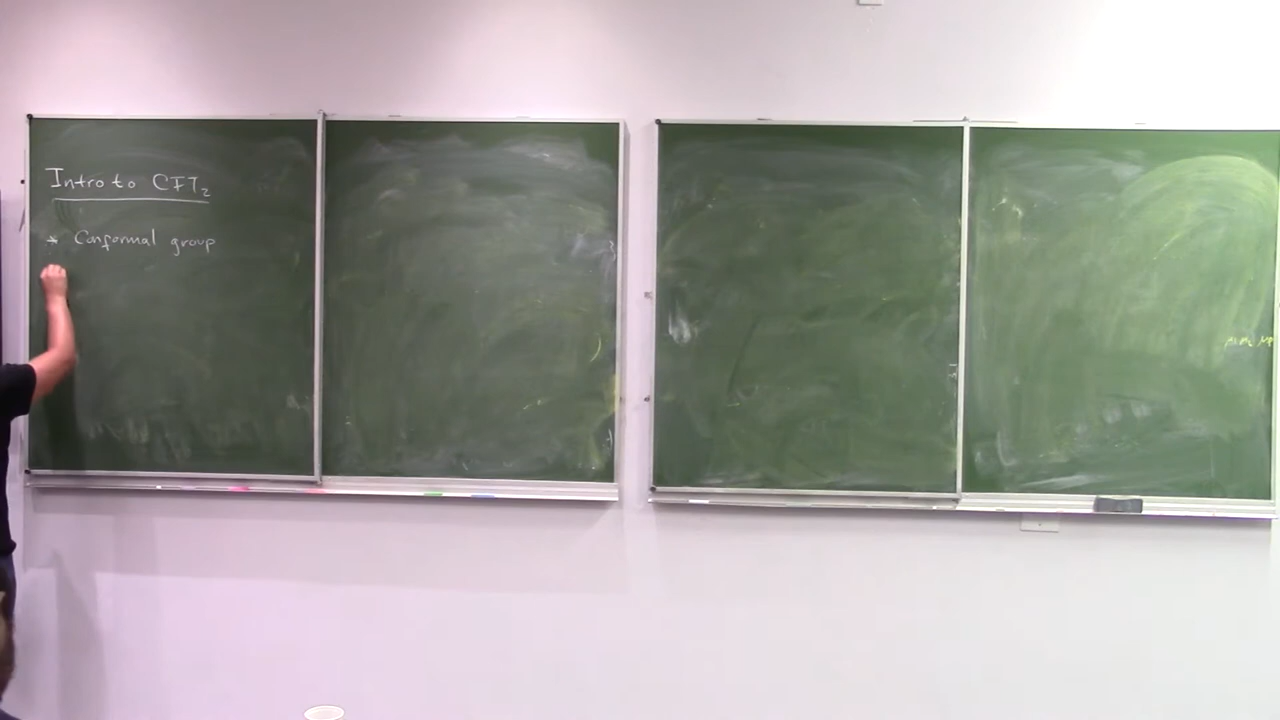 Intro to CFT₂
* Conformal group